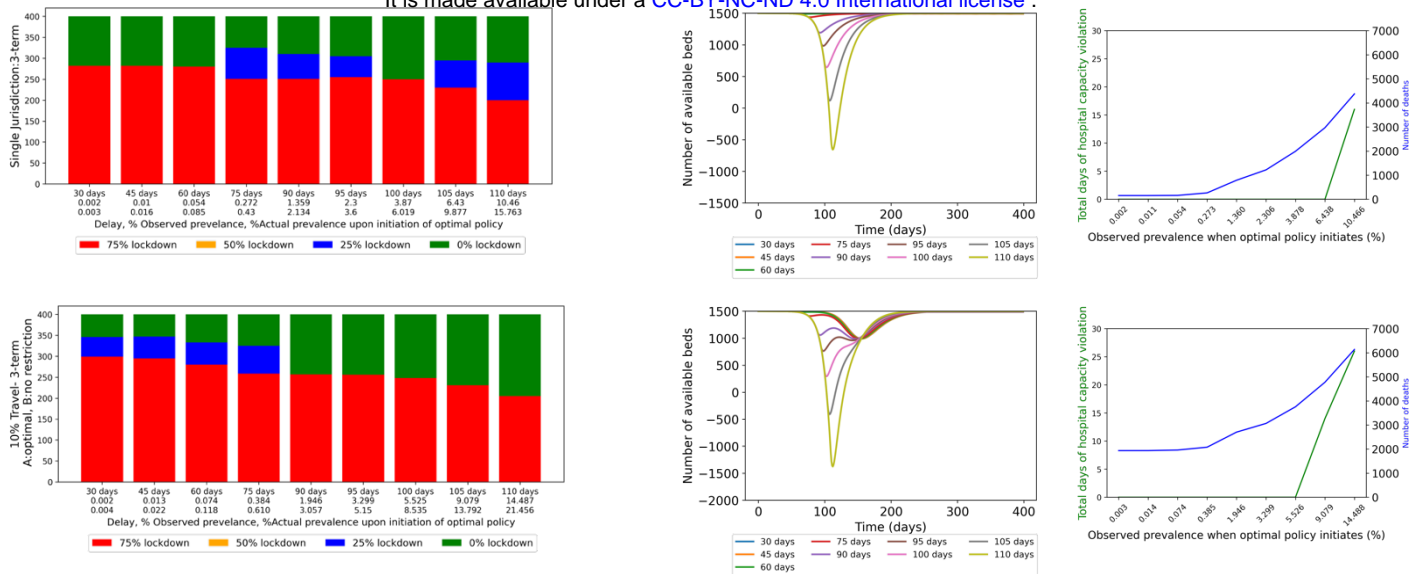 It is made available under a CC-BY-NC-ND 4.0 International license .
Single Jurisdiction:3-term
400
350
300
250
200
150
100
50
0
30 days 45 days 60 days 75 days 90 days 95 days 100 days 105 days 110 days
0.002 0.01 0.054 0.272 1.359 2.3 3.87 6.43 10.46
0.003 0.016 0.085 0.43 2.134 3.6 6.019 9.877 15.763
Delay, % Observed prevelance, %Actual prevalence upon initiation of optimal policy
75% lockdown 50% lockdown 25% lockdown 0% lockdown
Number of available beds
1500
1000
500
0
−500
−1000
−1500
0 100 200 300 400
Time (days)
30 days 75 days 95 days 105 days
45 days 90 days 100 days 110 days
60 days
Total days of hospital capacity violation
30
25
20
15
10
5
0
7000
6000
5000
4000
3000
2000
1000
0
Number of deaths
0.002 0.011 0.054 0.273 1.360 2.306 3.878 6.438 10.466
Observed prevalence when optimal policy initiates (%)
10% Travel- 3-term
A:optimal, B:no restriction
400
350
300
250
200
150
100
50
0
30 days 45 days 60 days 75 days 90 days 95 days 100 days 105 days 110 days
0.002 0.013 0.074 0.384 1.946 3.299 5.525 9.079 14.487
0.004 0.022 0.118 0.610 3.057 5.15 8.535 13.792 21.456
Delay, % Observed prevelance, %Actual prevalence upon initiation of optimal policy
75% lockdown 50% lockdown 25% lockdown 0% lockdown
Number of available beds
1500
1000
500
0
−500
−1000
−1500
−2000
0 100 200 300 400
Time (days)
30 days 75 days 95 days 105 days
45 days 90 days 100 days 110 days
60 days
Total days of hospital capacity violation
30
25
20
15
10
5
0
7000
6000
5000
4000
3000
2000
1000
0
Number of deaths
0.003 0.014 0.074 0.385 1.946 3.299 5.526 9.079 14.488
Observed prevalence when optimal policy initiates (%)